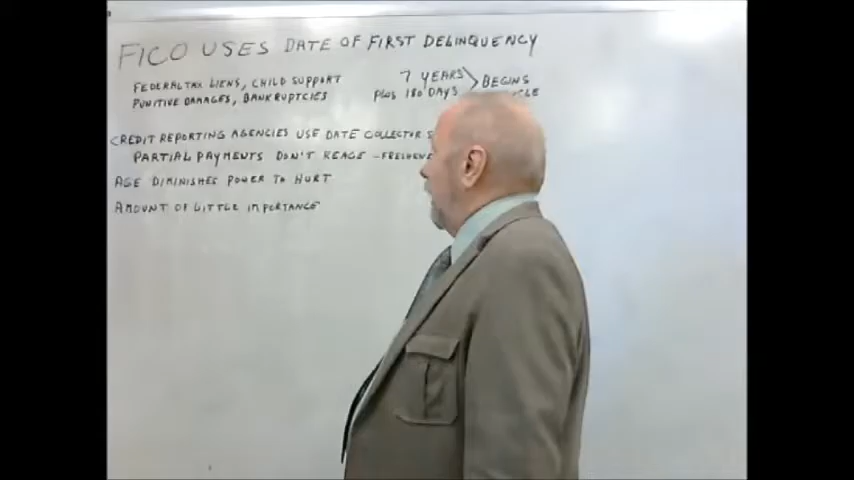 FICO USES DATE OF FIRST DELINQUENCY
FEDERAL TAX LIENS, CHILD SUPPORT 7 YEARS BEGINS
PUNITIVE DAMAGES, BANKRUPTCIES PLUS 180 DAYS
CREDIT REPORTING AGENCIES USE DATE COLLECTOR
PARTIAL PAYMENTS DON'T REAGE -
AGE DIMINISHES POWER TO HURT
AMOUNT OF LITTLE IMPORTANCE